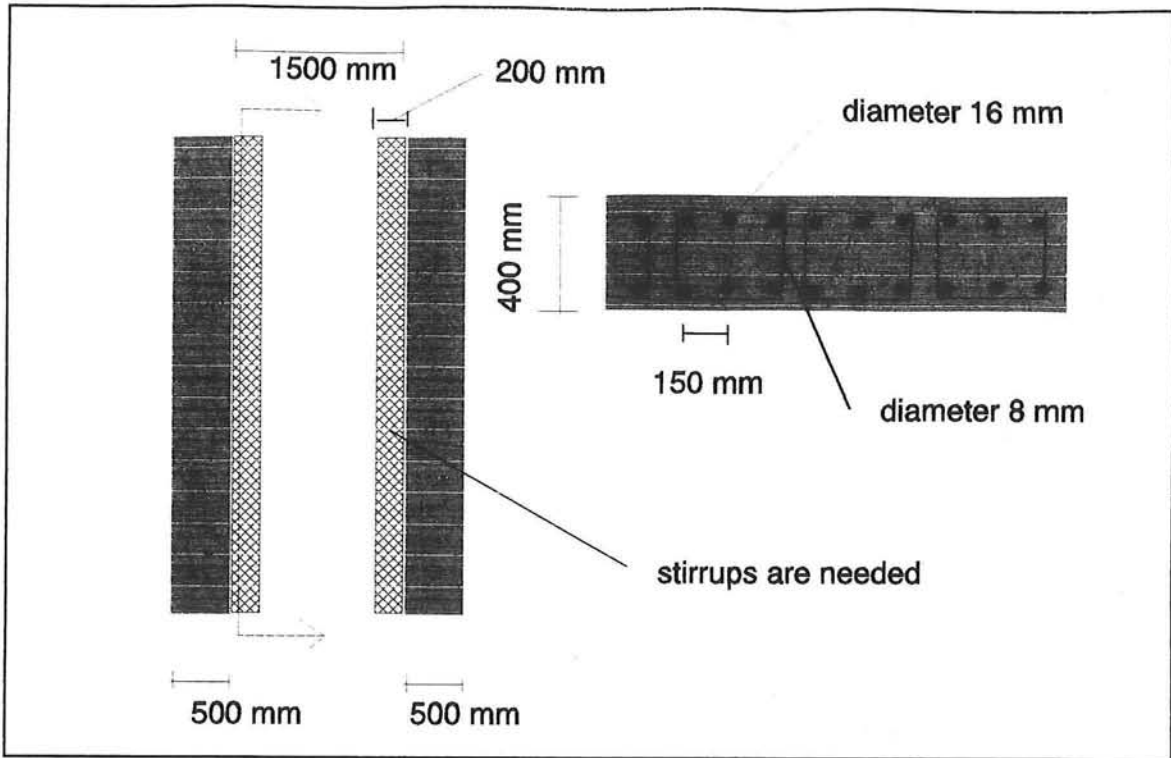 1500 mm
200 mm
diameter 16 mm
400 mm
150 mm
diameter 8 mm
stirrups are needed
500 mm
500 mm